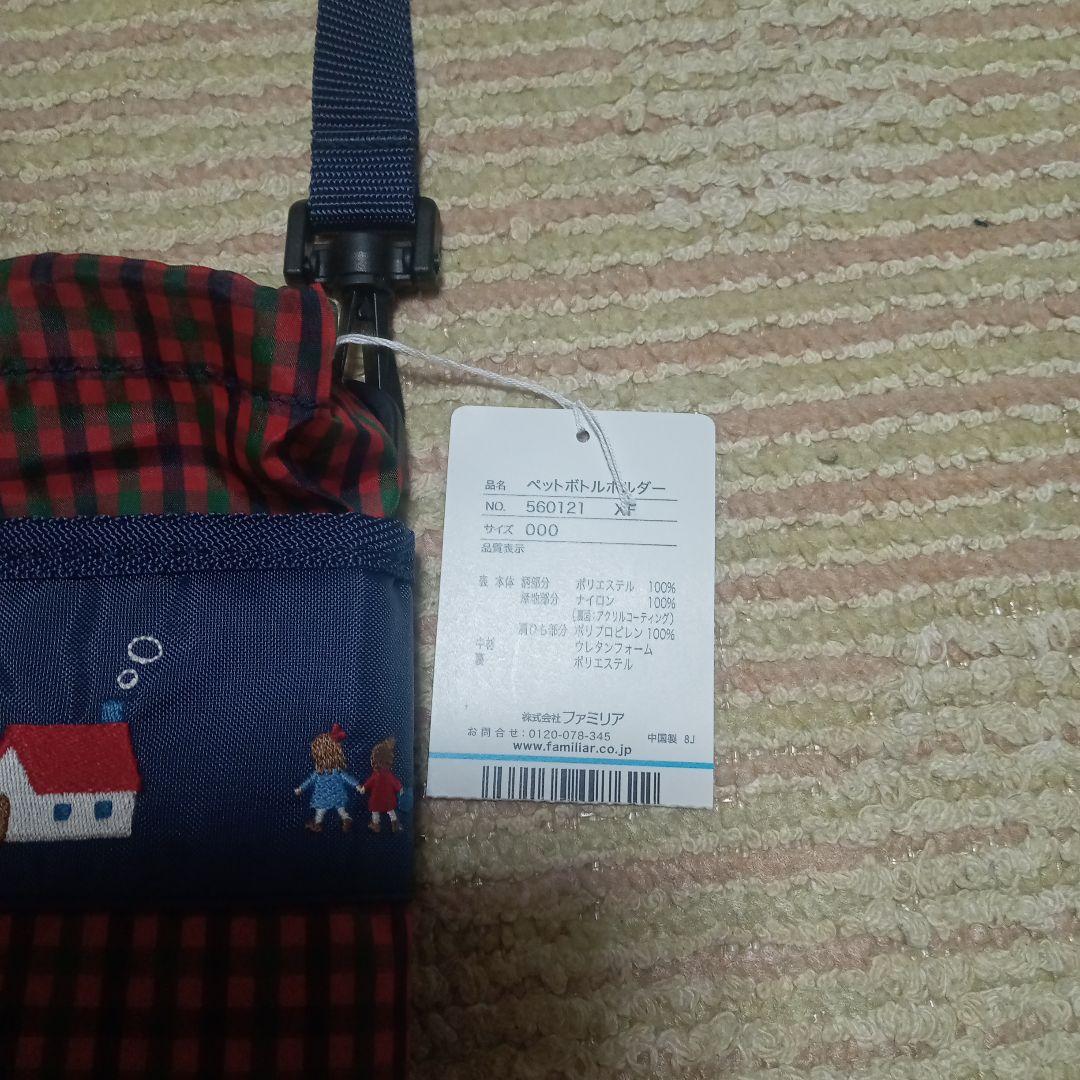 品名 ペットボトルホルダー
NO. 560121 XF
サイズ 000
品質表示
表 本体 柄部分 ポリエステル 100%
無地部分 ナイロン 100%
(裏面:アクリルコーティング)
肩ひも部分 ポリプロピレン 100%
中材 ウレタンフォーム
裏 ポリエステル
株式会社 ファミリア
お問合せ:0120-078-345 中国製 8J
www.familiar.co.jp